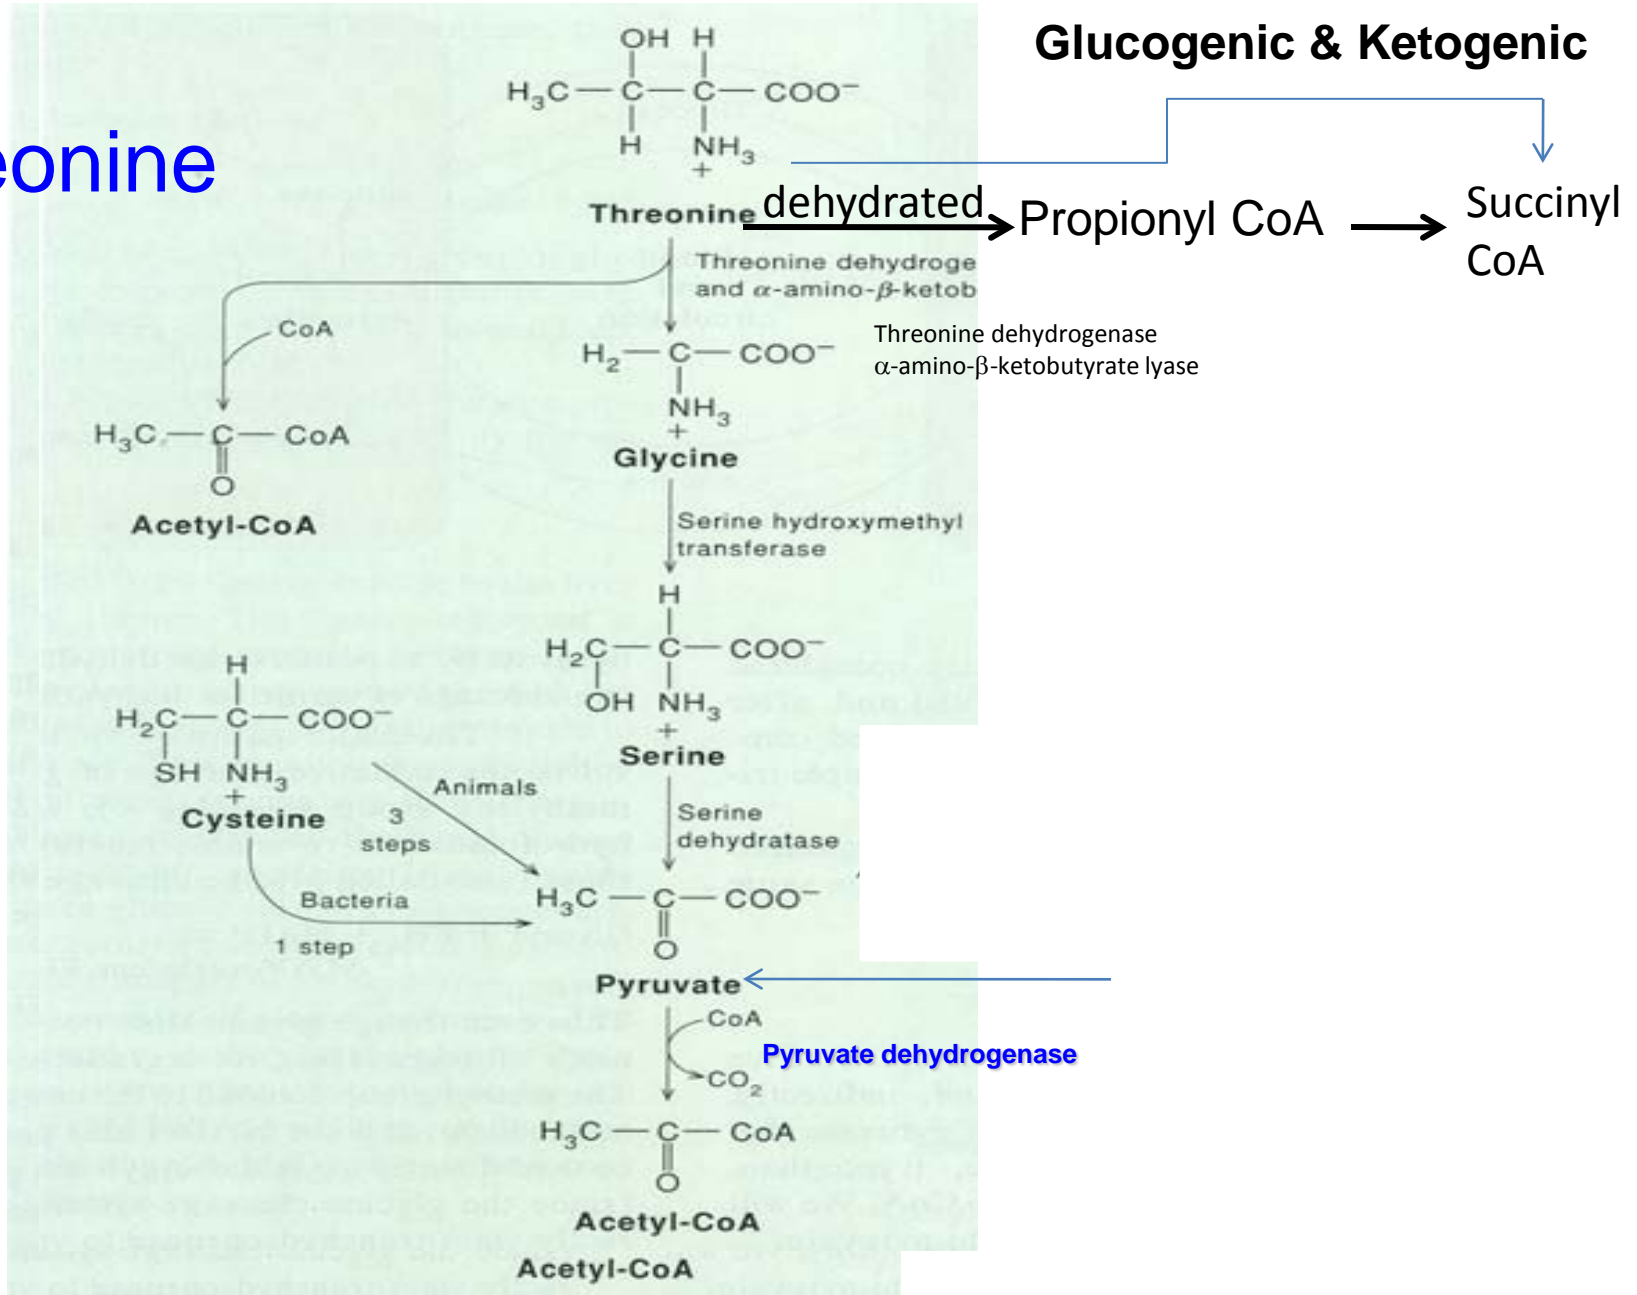 Glucogenic & Ketogenic
eonine
OH H
H₃C—C—C—COO⁻
H NH₃
+
Threonine
dehydrated
Propionyl CoA
Succinyl
CoA
Threonine dehydroge
and α-amino-β-ketob
Threonine dehydrogenase
α-amino-β-ketobutyrate lyase
CoA
H₂—C—COO⁻
NH₃
+
Glycine
H₃C—C—CoA
O
Acetyl-CoA
Serine hydroxymethyl
transferase
H
H₂C—C—COO⁻
OH NH₃
+
Serine
H
H₂C—C—COO⁻
SH NH₃
+
Cysteine
Animals
3
steps
Serine
dehydratase
Bacteria
1 step
H₃C—C—COO⁻
O
Pyruvate
CoA
Pyruvate dehydrogenase
CO₂
H₃C—C—CoA
O
Acetyl-CoA
Acetyl-CoA